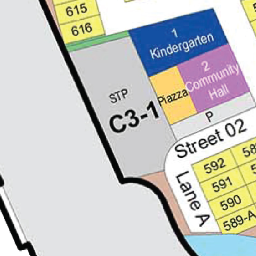 615
616
1
Kindergarten
2
Community
Hall
Piazza
STP
C3-1
P
Street 02
Lane A
592
591
590
589-A